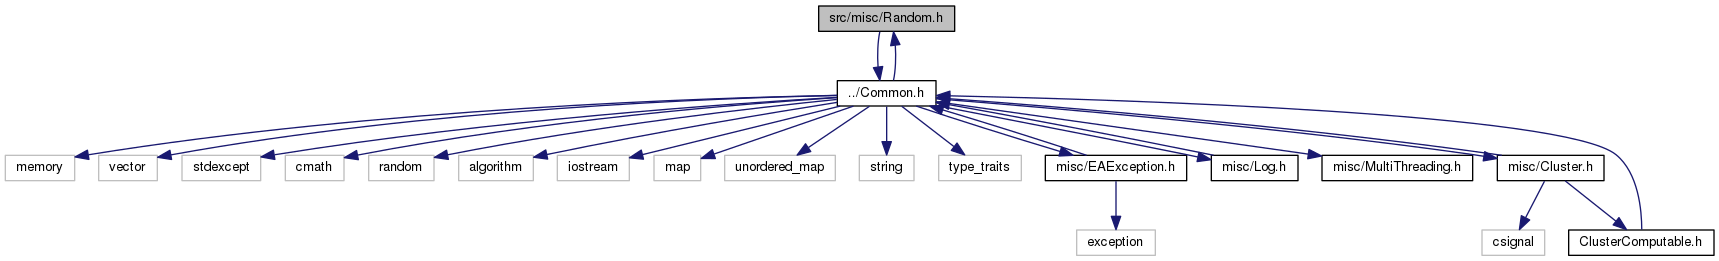 src/misc/Random.h
../Common.h
memory
vector
stdexcept
cmath
random
algorithm
iostream
map
unordered_map
string
type_traits
misc/EAException.h
misc/Log.h
misc/MultiThreading.h
misc/Cluster.h
exception
csignal
ClusterComputable.h